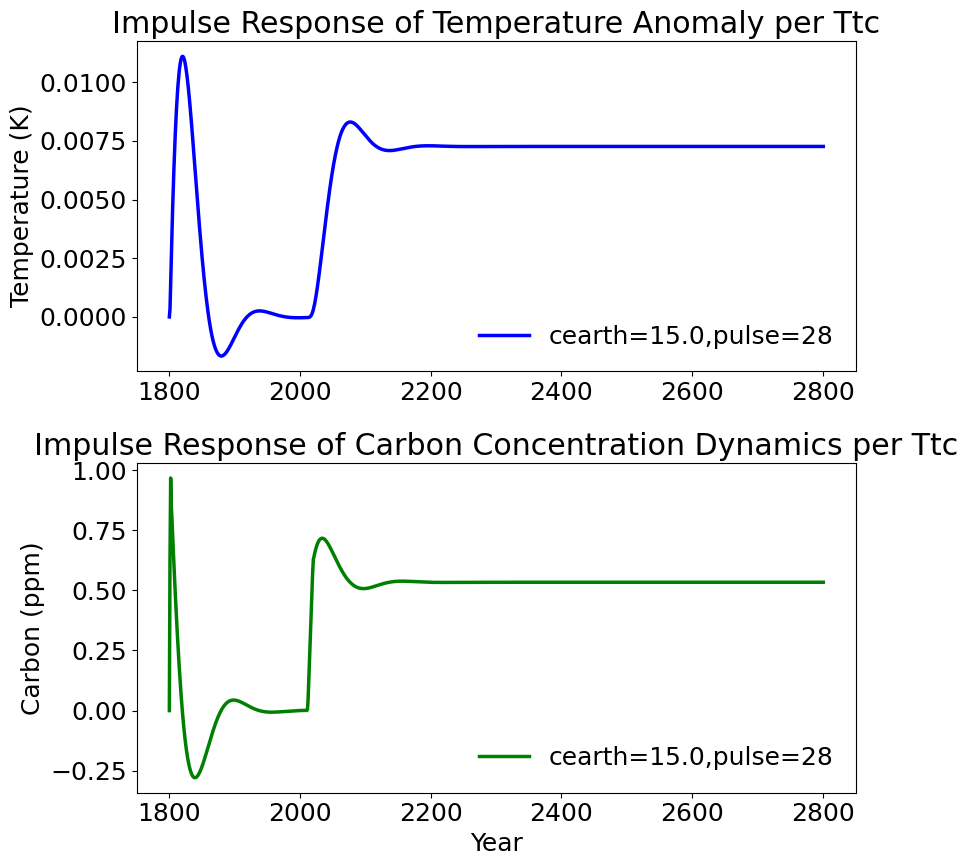 Impulse Response of Temperature Anomaly per Ttc
Temperature (K)
0.0100
0.0075
0.0050
0.0025
0.0000
cearth=15.0,pulse=28
1800 2000 2200 2400 2600 2800
Impulse Response of Carbon Concentration Dynamics per Ttc
Carbon (ppm)
1.00
0.75
0.50
0.25
0.00
−0.25
cearth=15.0,pulse=28
1800 2000 2200 2400 2600 2800
Year